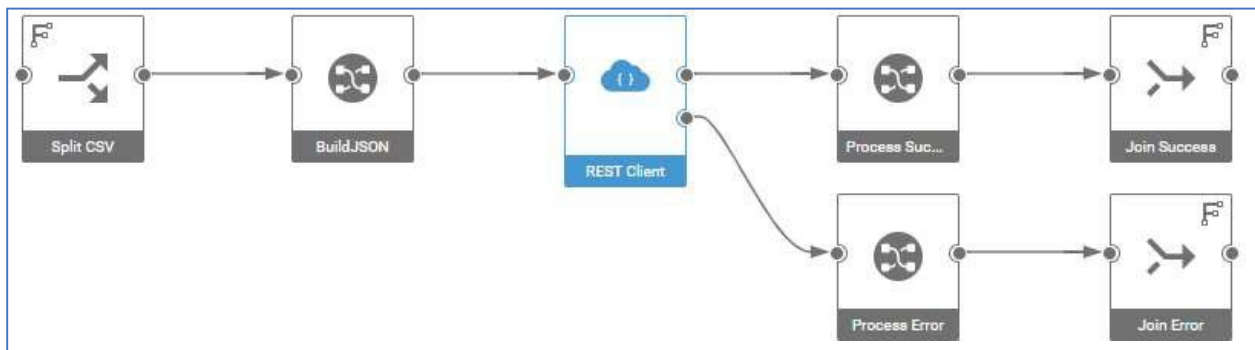 Split CSV
BuildJSON
{ }
REST Client
Process Suc...
Join Success
Process Error
Join Error